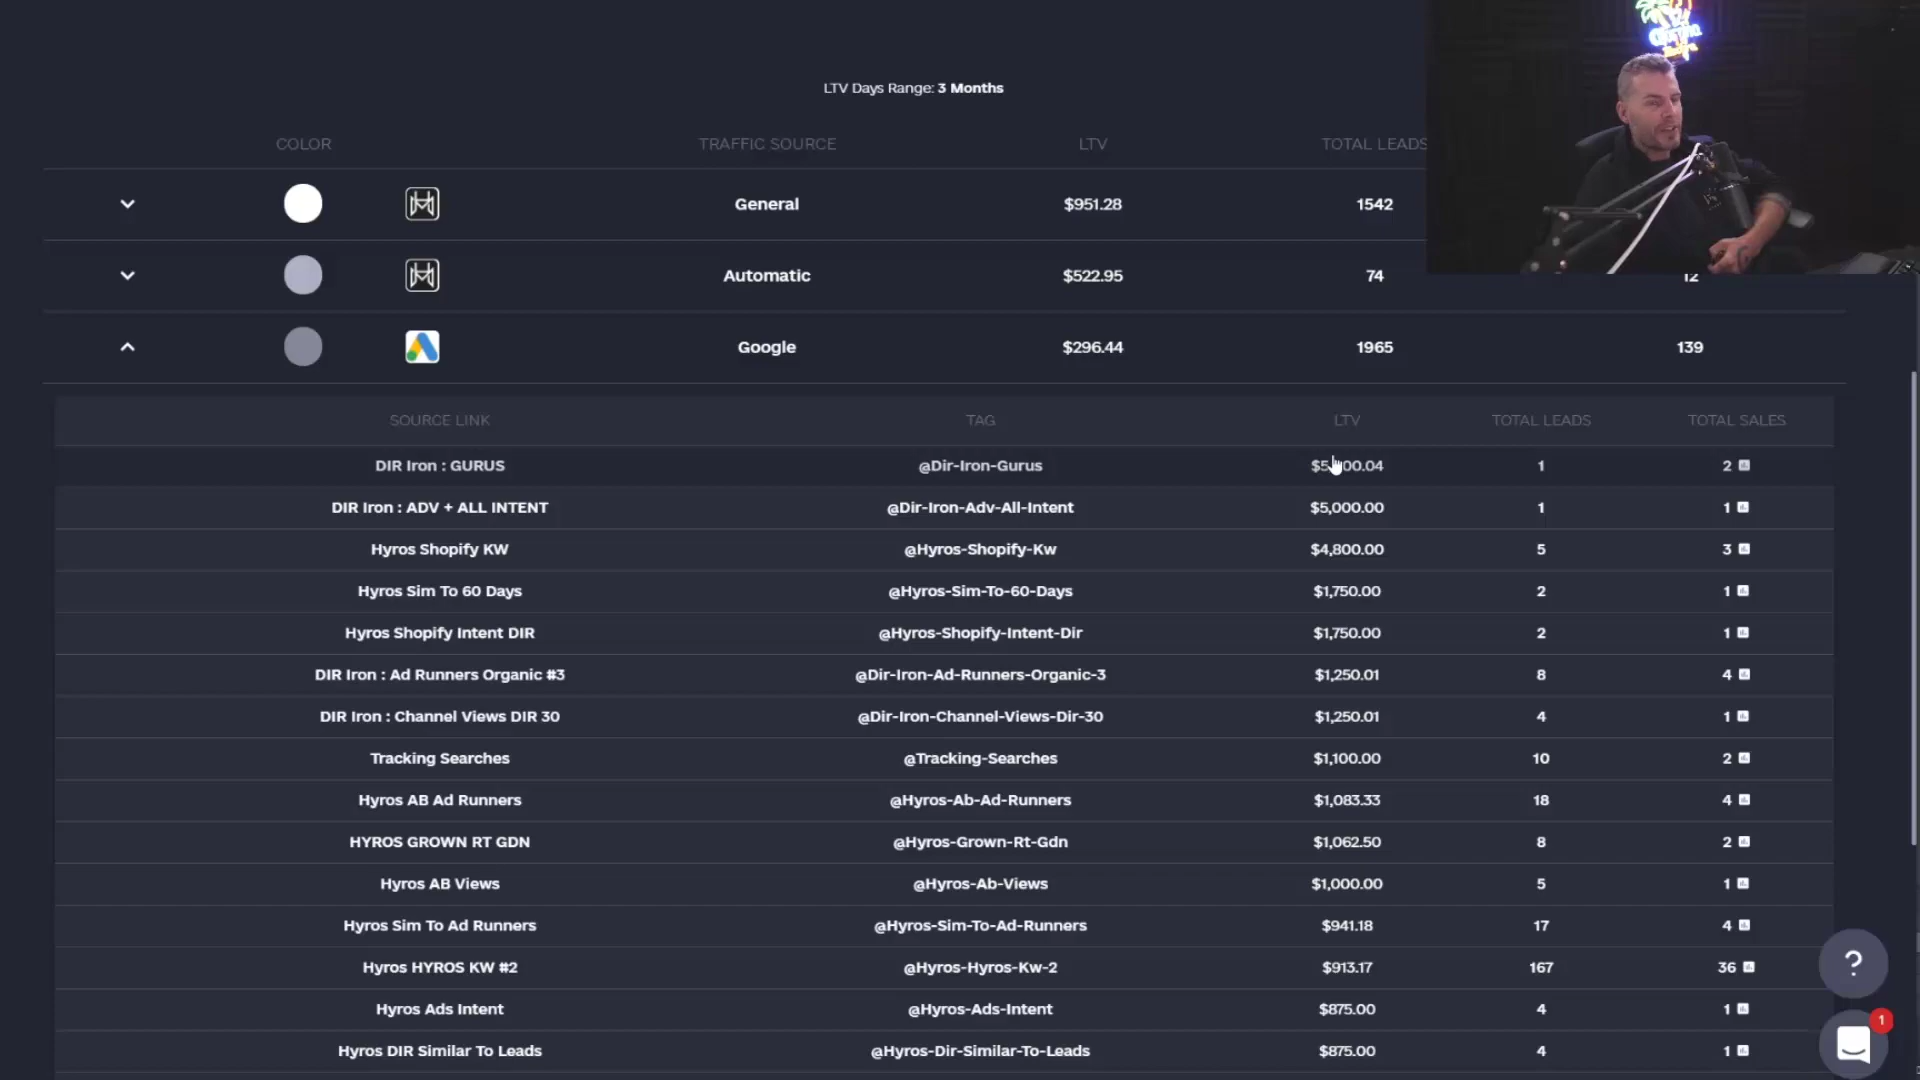 LTV Days Range: 3 Months
COLOR TRAFFIC SOURCE LTV TOTAL LEADS
General $951.28 1542
Automatic $522.95 74 12
Google $296.44 1965 139
SOURCE LINK TAG LTV TOTAL LEADS TOTAL SALES
DIR Iron : GURUS @Dir-Iron-Gurus 1 2
DIR Iron : ADV + ALL INTENT @Dir-Iron-Adv-All-Intent $5,000.00 1 1
Hyros Shopify KW @Hyros-Shopify-Kw $4,800.00 5 3
Hyros Sim To 60 Days @Hyros-Sim-To-60-Days $1,750.00 2 1
Hyros Shopify Intent DIR @Hyros-Shopify-Intent-Dir $1,750.00 2 1
DIR Iron : Ad Runners Organic #3 @Dir-Iron-Ad-Runners-Organic-3 $1,250.01 8 4
DIR Iron : Channel Views DIR 30 @Dir-Iron-Channel-Views-Dir-30 $1,250.01 4 1
Tracking Searches @Tracking-Searches $1,100.00 10 2
Hyros AB Ad Runners @Hyros-Ab-Ad-Runners $1,083.33 18 4
HYROS GROWN RT GDN @Hyros-Grown-Rt-Gdn $1,062.50 8 2
Hyros AB Views @Hyros-Ab-Views $1,000.00 5 1
Hyros Sim To Ad Runners @Hyros-Sim-To-Ad-Runners $941.18 17 4
Hyros HYROS KW #2 @Hyros-Hyros-Kw-2 $913.17 167 36
Hyros Ads Intent @Hyros-Ads-Intent $875.00 4 1
Hyros DIR Similar To Leads @Hyros-Dir-Similar-To-Leads $875.00 4 1
?
1